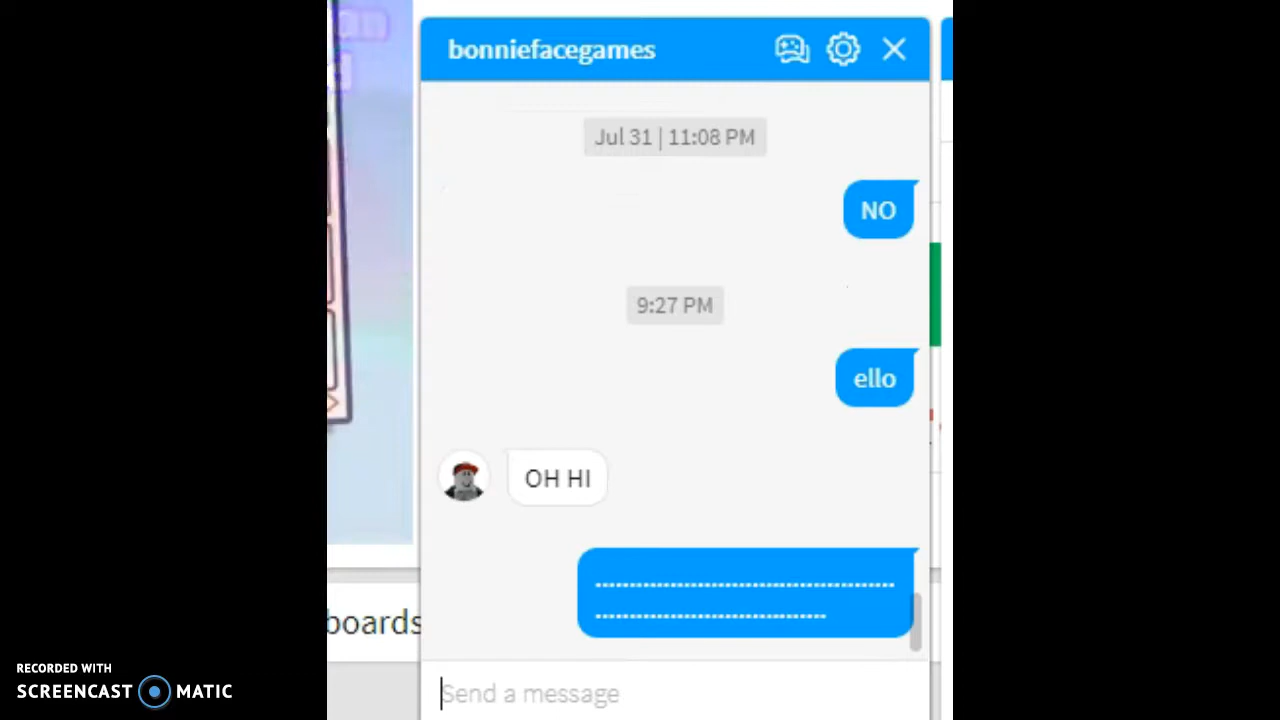 bonniefacegames
Jul 31 | 11:08 PM
NO
9:27 PM
ello
OH HI
boards
Send a message
RECORDED WITH
SCREENCAST MATIC